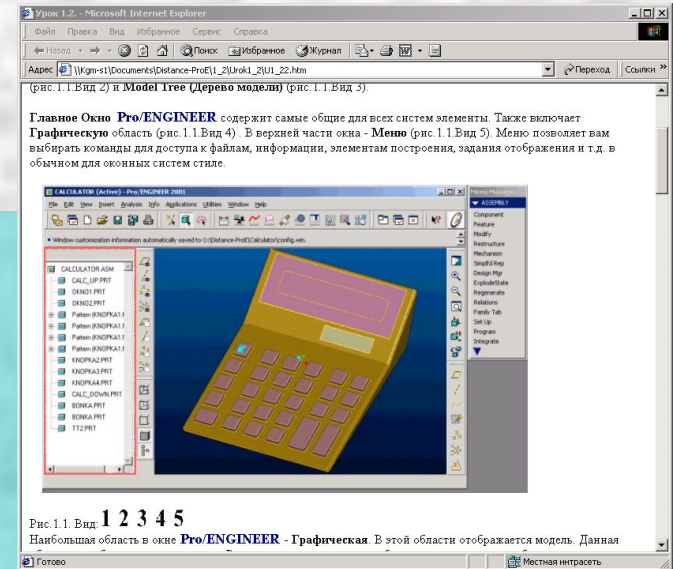 Урок 1.2. - Microsoft Internet Explorer
Файл Правка Вид Избранное Сервис Справка
Назад Поиск Избранное Журнал
Адрес \\Kgm-s1\Documents\Distance-ProE\1_2\Urok1_2\U1_22.htm Переход Ссылки »
(рис.1.1.Вид 2) и Model Tree (Дерево модели) (рис.1.1.Вид 3).
Главное Окно Pro/ENGINEER содержит самые общие для всех систем элементы. Также включает
Графическую область (рис.1.1.Вид 4) . В верхней части окна - Меню (рис.1.1.Вид 5). Меню позволяет вам
выбирать команды для доступа к файлам, информации, элементам построения, задания отображения и т.д. в
обычном для оконных систем стиле.
CALCULATOR (Active) - Pro/ENGINEER 2001
File Edit View Insert Analysis Info Applications Utilities Window Help
• Window customization information automatically saved to O:\Distance-ProE\Calculator\config.win.
CALCULATOR.ASM
CALC_UP.PRT
OKNO1.PRT
OKNO2.PRT
Pattern (KNOPKA1.F
Pattern (KNOPKA1.F
Pattern (KNOPKA1.F
Pattern (KNOPKA1.F
KNOPKA2.PRT
KNOPKA3.PRT
KNOPKA4.PRT
CALC_DOWN.PRT
BONKA.PRT
BONKA.PRT
TT2.PRT
Menu Manager
ASSEMBLY
Component
Feature
Modify
Restructure
Mechanism
Simplfd Rep
Design Mgr
ExplodeState
Regenerate
Relations
Family Tab
Set Up
Program
Integrate
Рис.1.1. Вид: 1 2 3 4 5
Наибольшая область в окне Pro/ENGINEER - Графическая. В этой области отображается модель. Данная
Готово Местная интрасеть